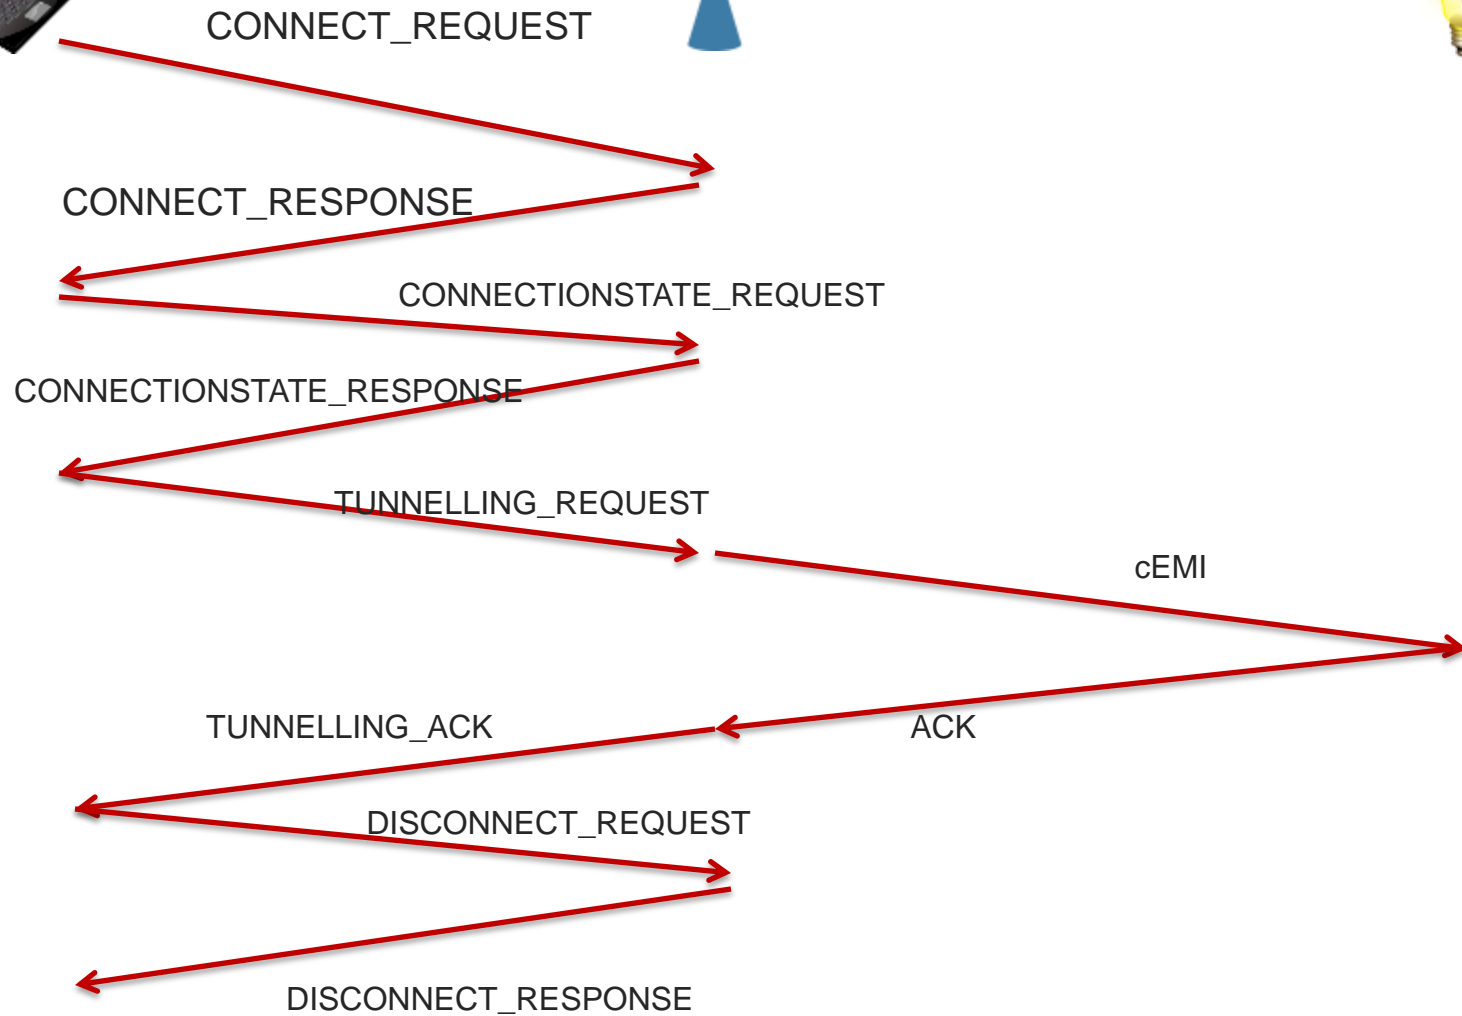 CONNECT_REQUEST
CONNECT_RESPONSE
CONNECTIONSTATE_REQUEST
CONNECTIONSTATE_RESPONSE
TUNNELLING_REQUEST
cEMI
TUNNELLING_ACK
ACK
DISCONNECT_REQUEST
DISCONNECT_RESPONSE